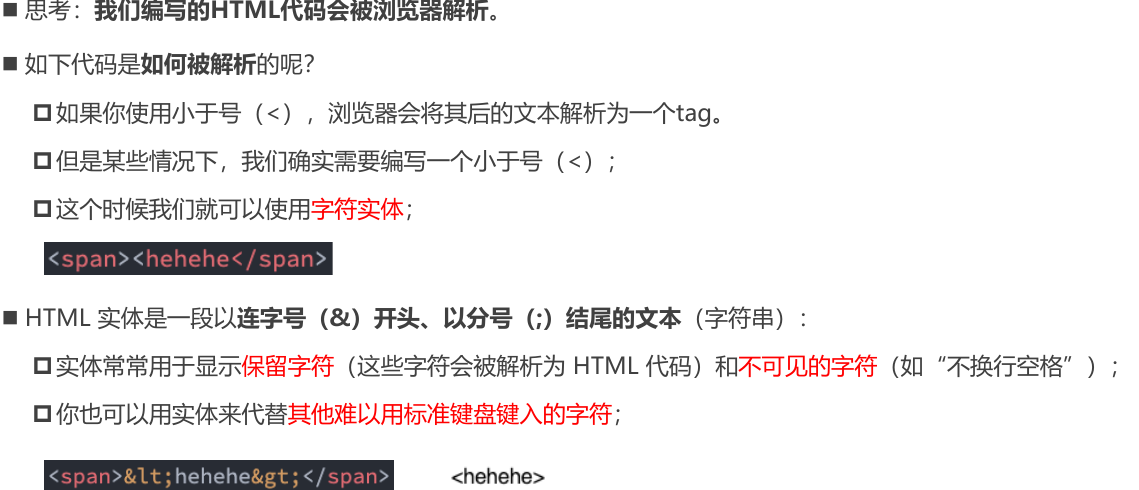 思考：我们编写的HTML代码会被浏览器解析。
如下代码是如何被解析的呢？
如果你使用小于号（<），浏览器会将其后的文本解析为一个tag。
但是某些情况下，我们确实需要编写一个小于号（<）；
这个时候我们就可以使用字符实体；
<span><hehehe</span>
HTML 实体是一段以连字号（&）开头、以分号（;）结尾的文本（字符串）：
实体常常用于显示保留字符（这些字符会被解析为 HTML 代码）和不可见的字符（如“不换行空格”）；
你也可以用实体来代替其他难以用标准键盘键入的字符；
<span>&lt;hehehe&gt;</span> <hehehe>